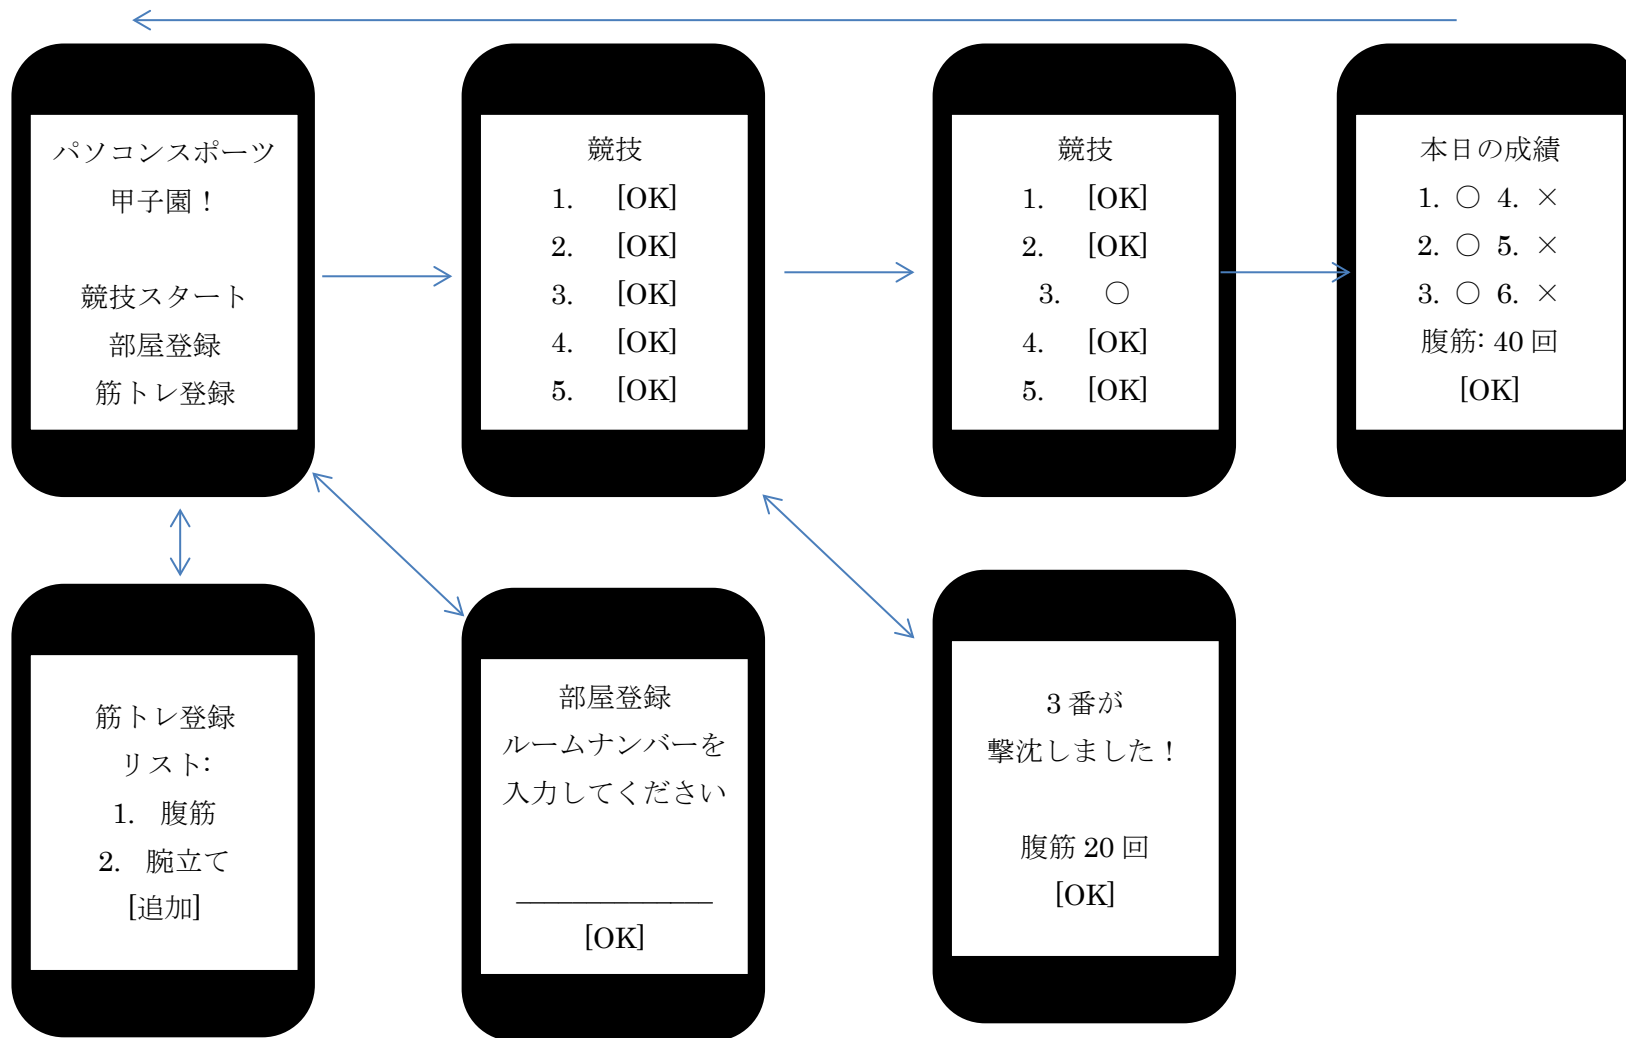 パソコンスポーツ
甲子園！
競技スタート
部屋登録
筋トレ登録
競技
1. [OK]
2. [OK]
3. [OK]
4. [OK]
5. [OK]
競技
1. [OK]
2. [OK]
3. ○
4. [OK]
5. [OK]
本日の成績
1. ○ 4. ×
2. ○ 5. ×
3. ○ 6. ×
腹筋: 40 回
[OK]
筋トレ登録
リスト:
1. 腹筋
2. 腕立て
[追加]
部屋登録
ルームナンバーを
入力してください
[OK]
3 番が
撃沈しました！
腹筋 20 回
[OK]